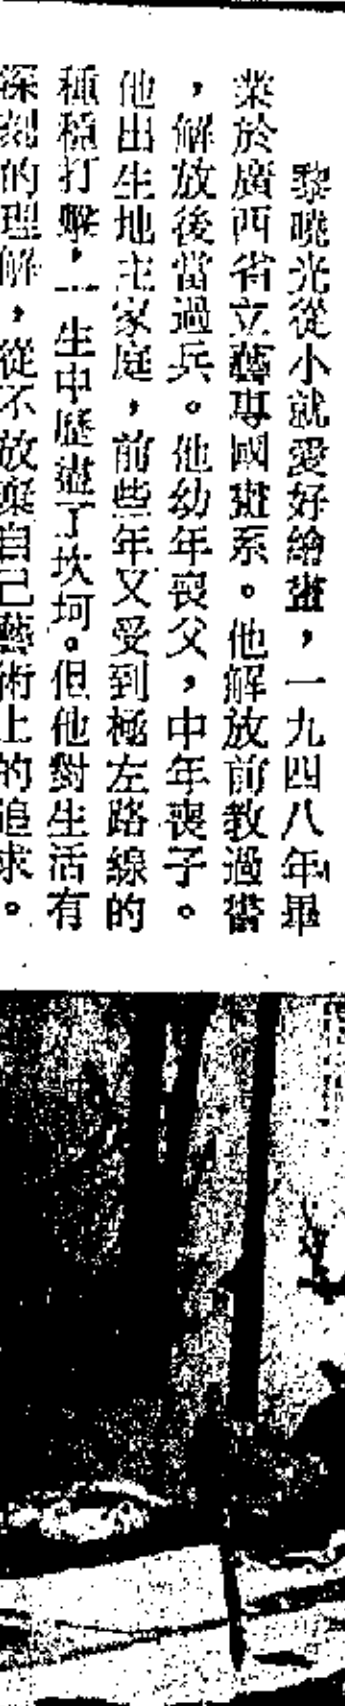 黎曉光從小就愛好繪畫，一九四八年畢
業於廣西省立藝專國畫系。他解放前教過書
，解放後當過兵。他幼年喪父，中年喪子。
他出生地主家庭，前些年又受到極左路線的
種種打擊，一生中歷盡了坎坷。但他對生活有
深刻的理解，從不放棄自己藝術上的追求。